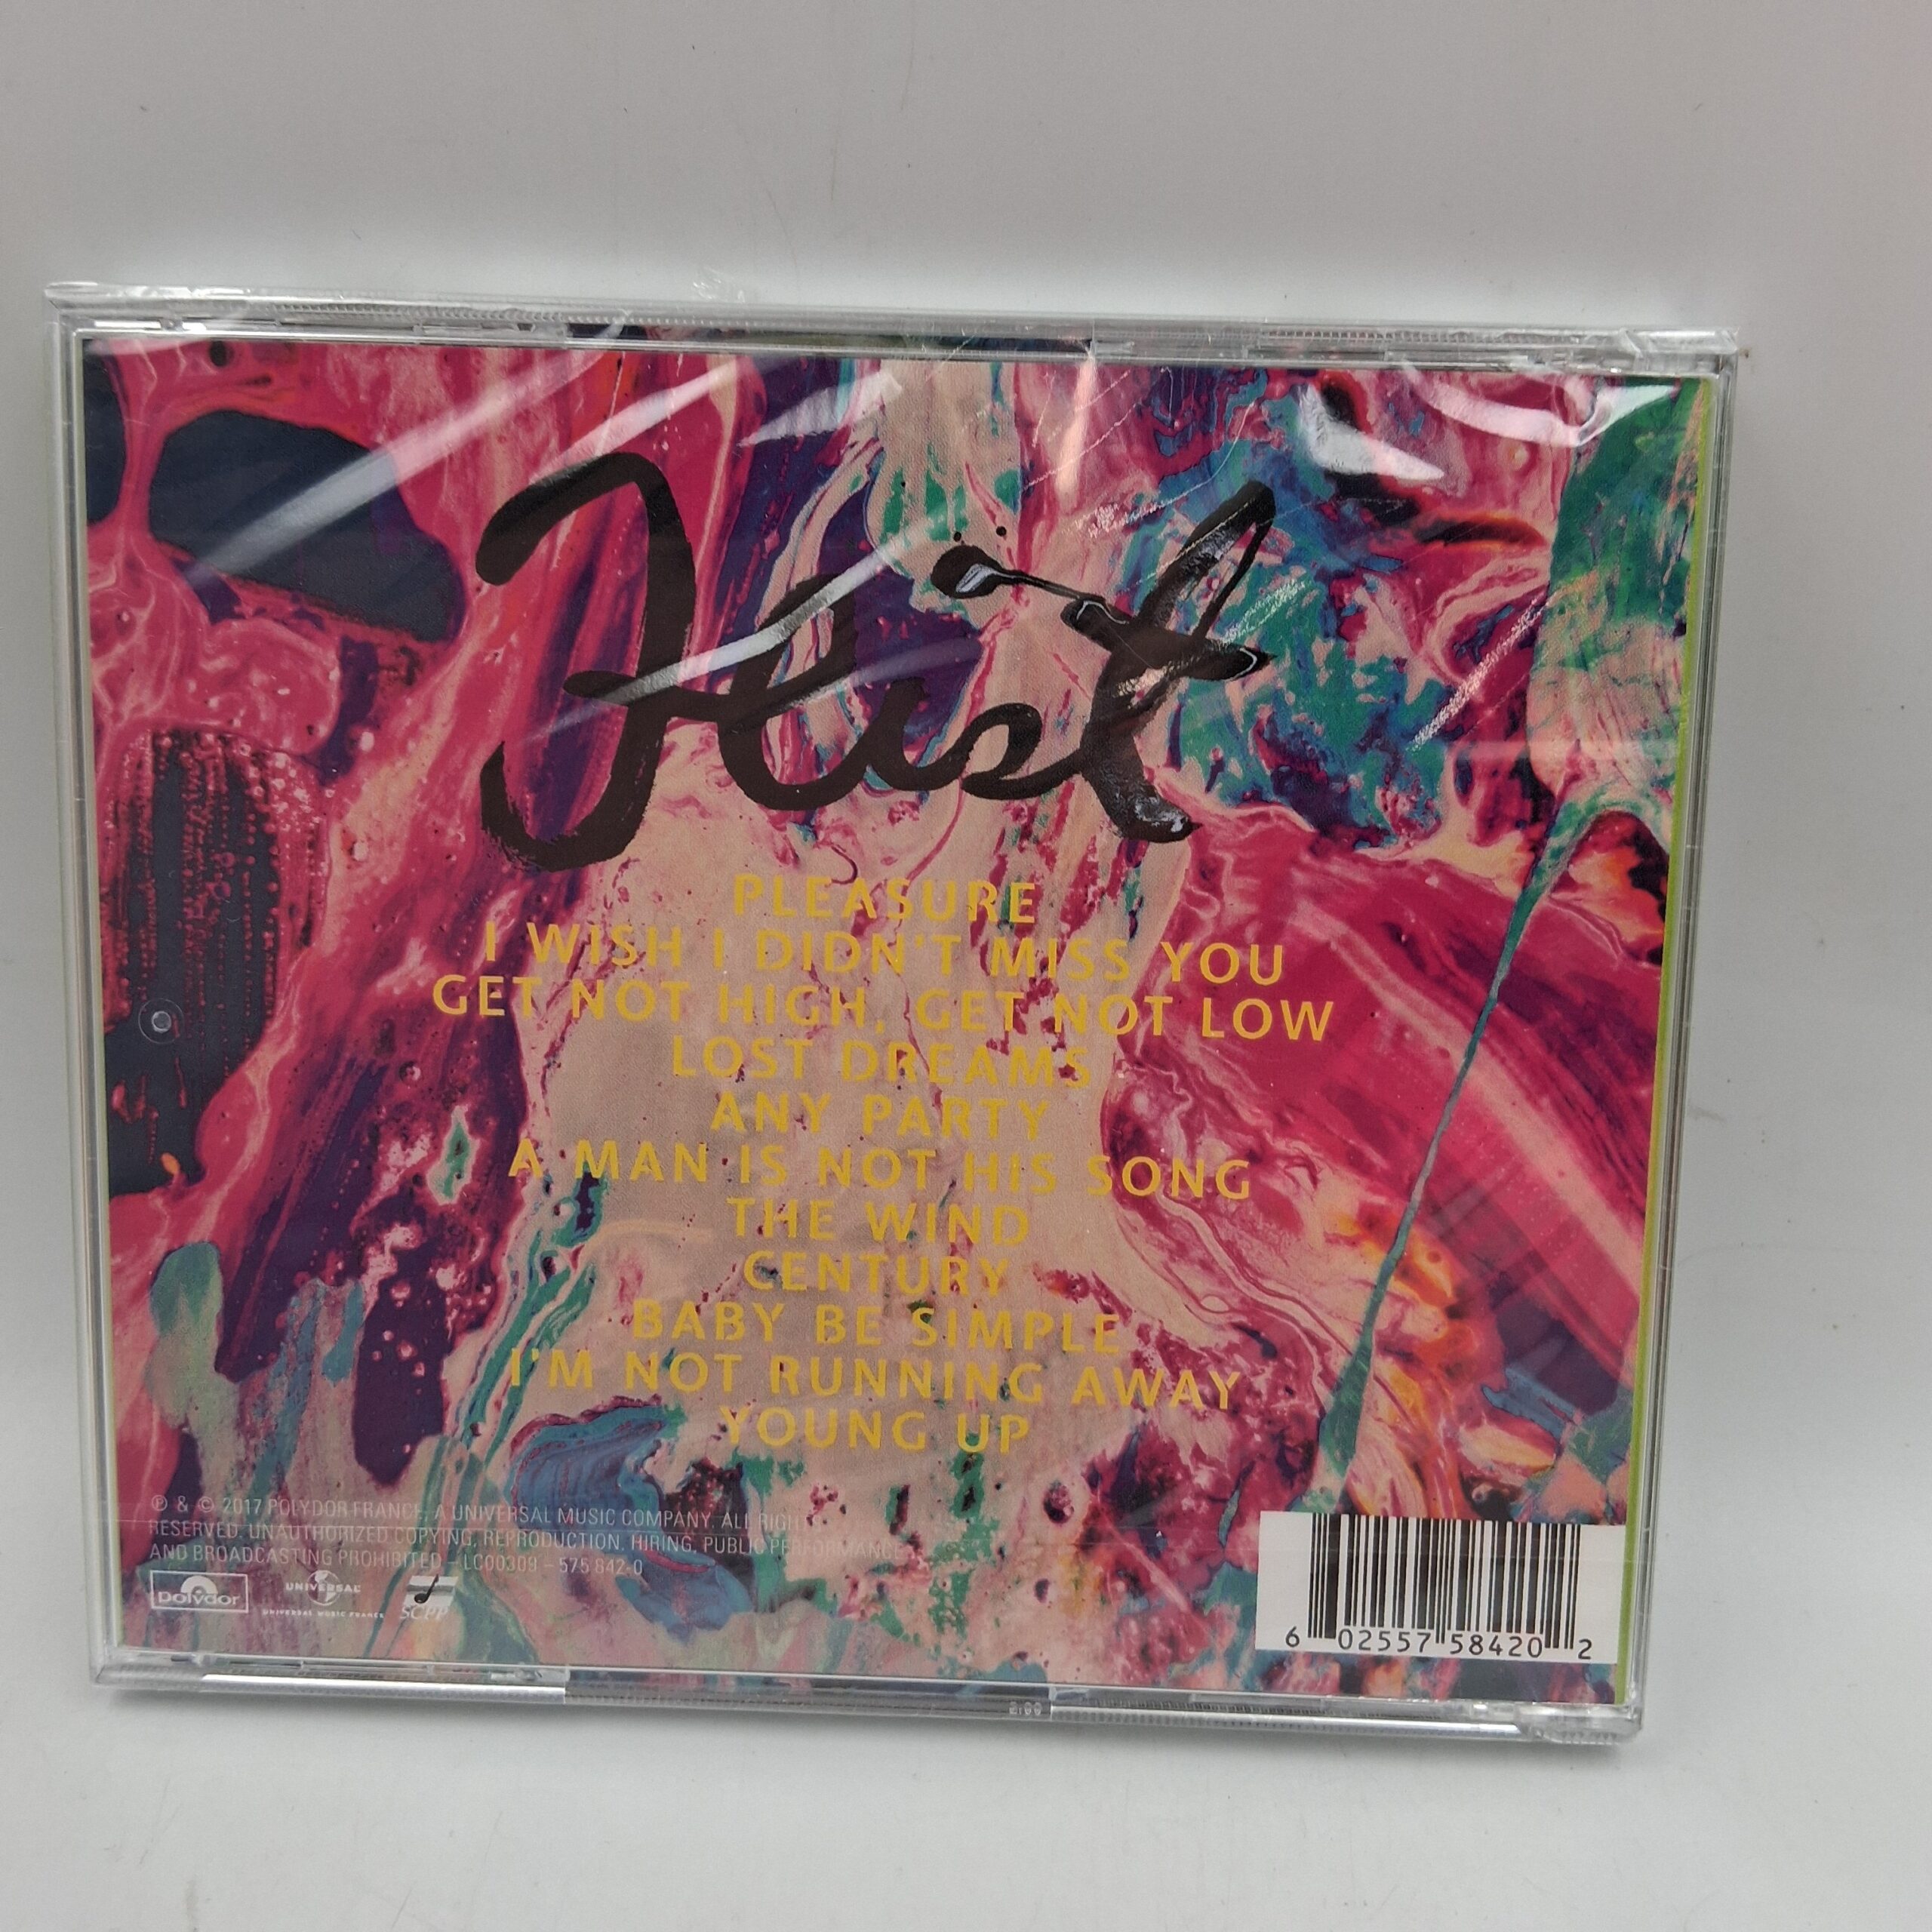 Feist
PLEASURE
I WISH I DIDN'T MISS YOU
GET NOT HIGH, GET NOT LOW
LOST DREAMS
ANY PARTY
A MAN IS NOT HIS SONG
THE WIND
CENTURY
BABY BE SIMPLE
I'M NOT RUNNING AWAY
YOUNG UP
℗ & © 2017 POLYDOR FRANCE, A UNIVERSAL MUSIC COMPANY. ALL RIGHTS
RESERVED. UNAUTHORIZED COPYING, REPRODUCTION, HIRING, PUBLIC PERFORMANCE
AND BROADCASTING PROHIBITED – LC00309 – 575 842-0
Polydor
UNIVERSAL
UNIVERSAL MUSIC FRANCE
SCPP
6 02557 58420 2